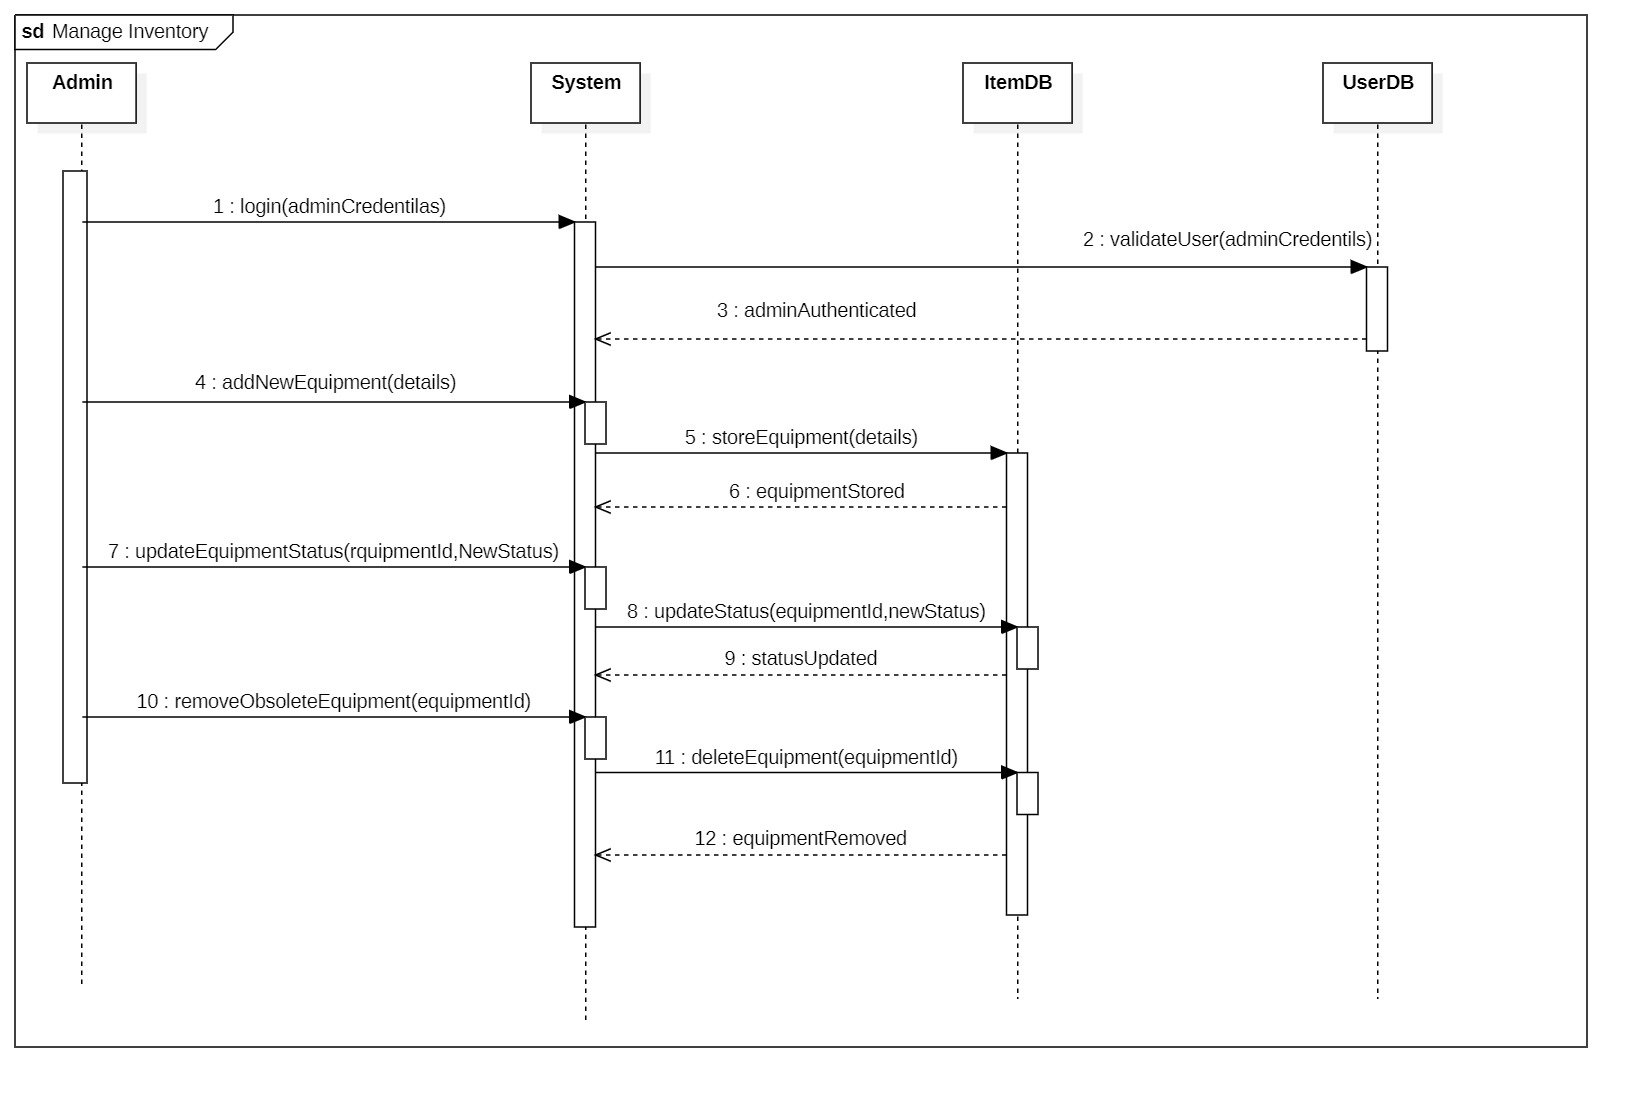 sd Manage Inventory
Admin
System
ItemDB
UserDB
1 : login(adminCredentilas)
2 : validateUser(adminCredentils)
3 : adminAuthenticated
4 : addNewEquipment(details)
5 : storeEquipment(details)
6 : equipmentStored
7 : updateEquipmentStatus(rquipmentId,NewStatus)
8 : updateStatus(equipmentId,newStatus)
9 : statusUpdated
10 : removeObsoleteEquipment(equipmentId)
11 : deleteEquipment(equipmentId)
12 : equipmentRemoved